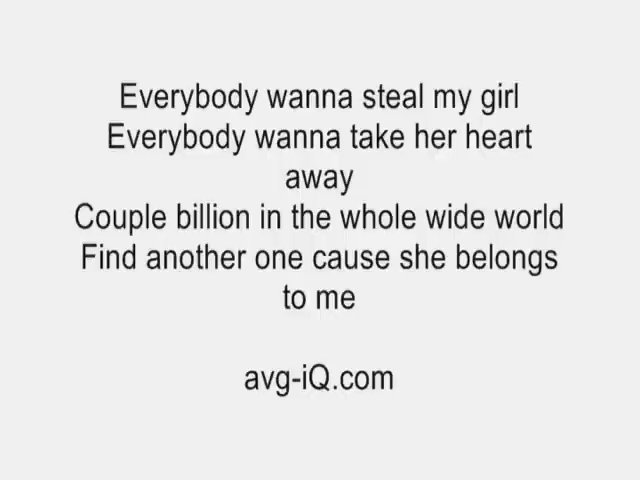 Everybody wanna steal my girl
Everybody wanna take her heart
away
Couple billion in the whole wide world
Find another one cause she belongs
to me
avg-iQ.com